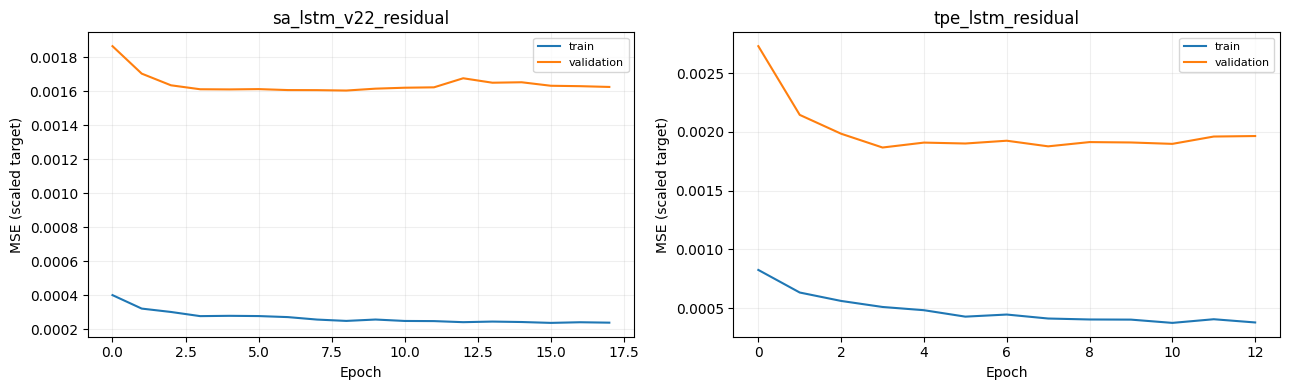 sa_lstm_v22_residual
train
validation
MSE (scaled target)
0.0018
0.0016
0.0014
0.0012
0.0010
0.0008
0.0006
0.0004
0.0002
0.0 2.5 5.0 7.5 10.0 12.5 15.0 17.5
Epoch
tpe_lstm_residual
train
validation
MSE (scaled target)
0.0025
0.0020
0.0015
0.0010
0.0005
0 2 4 6 8 10 12
Epoch